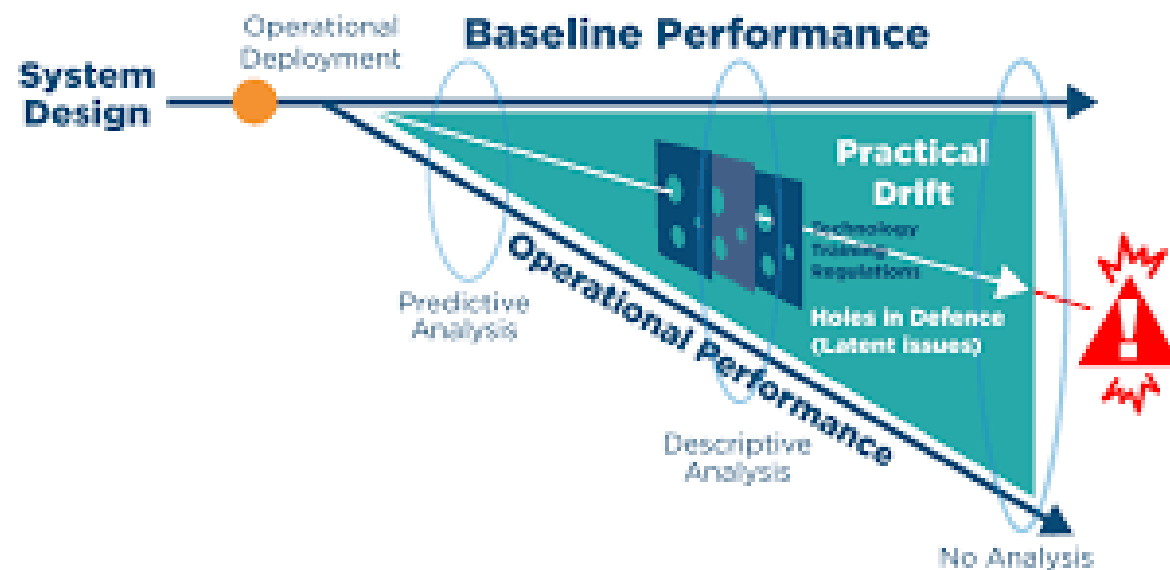 Operational
Deployment
Baseline Performance
System
Design
Practical
Drift
Technology
Training
Regulations
Holes in Defence
(Latent issues)
Operational Performance
Predictive
Analysis
Descriptive
Analysis
No Analysis